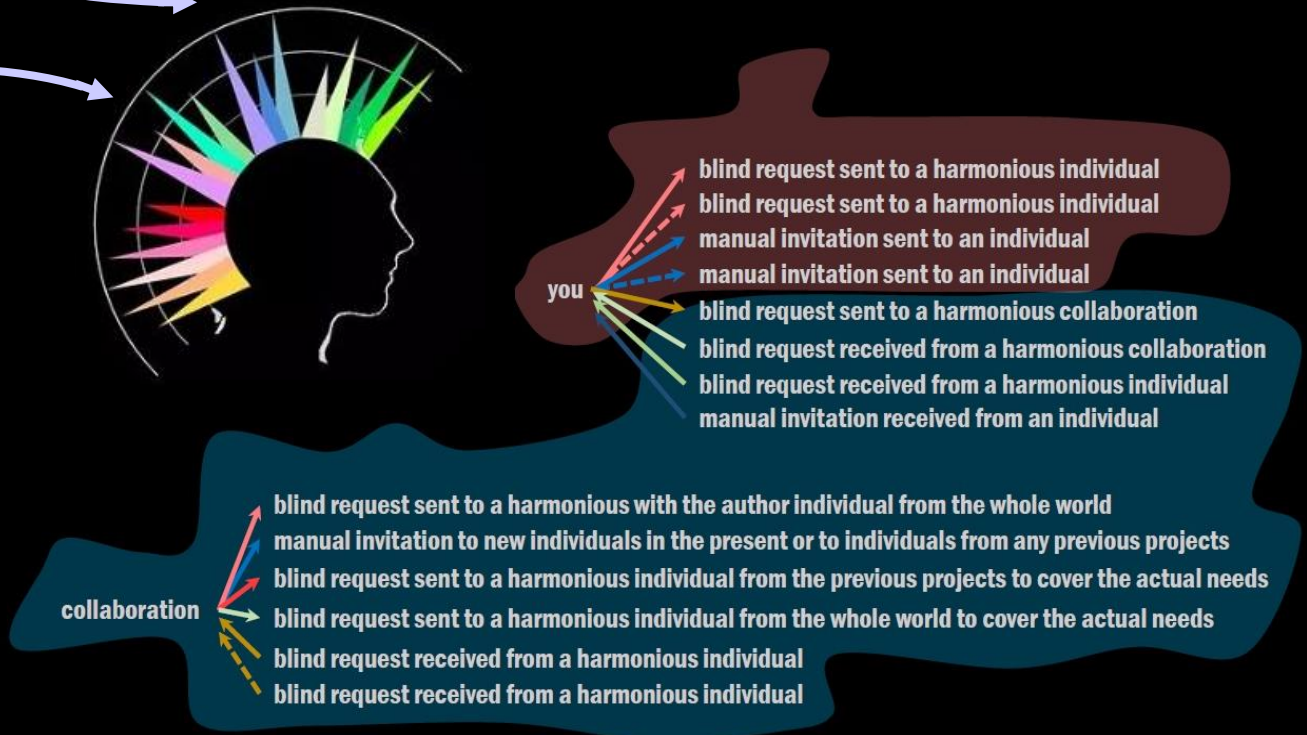 blind request sent to a harmonious individual
blind request sent to a harmonious individual
manual invitation sent to an individual
manual invitation sent to an individual
you
blind request sent to a harmonious collaboration
blind request received from a harmonious collaboration
blind request received from a harmonious individual
manual invitation received from an individual
blind request sent to a harmonious with the author individual from the whole world
manual invitation to new individuals in the present or to individuals from any previous projects
blind request sent to a harmonious individual from the previous projects to cover the actual needs
collaboration
blind request sent to a harmonious individual from the whole world to cover the actual needs
blind request received from a harmonious individual
blind request received from a harmonious individual